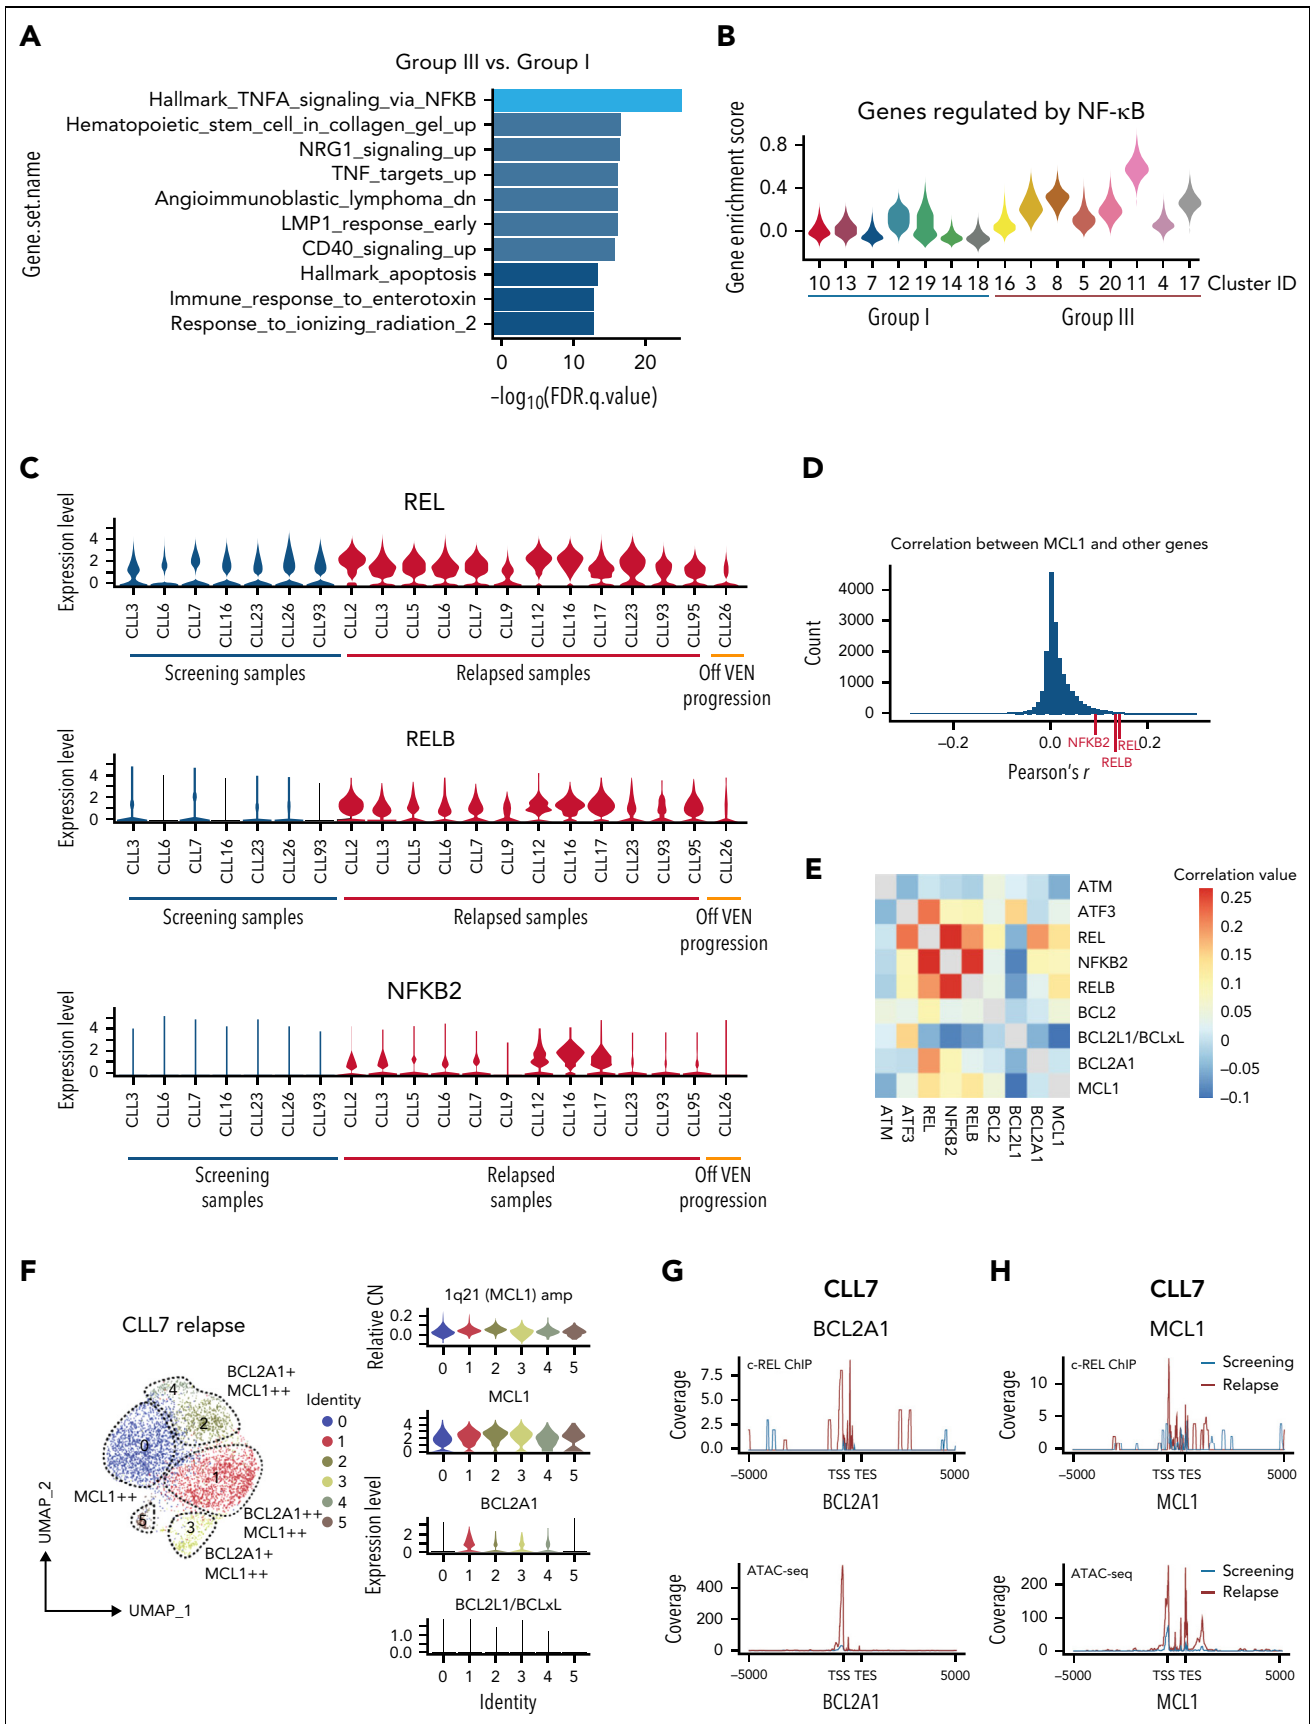 A
Group III vs. Group I
Gene.set.name
Hallmark_TNFA_signaling_via_NFKB
Hematopoietic_stem_cell_in_collagen_gel_up
NRG1_signaling_up
TNF_targets_up
Angioimmunoblastic_lymphoma_dn
LMP1_response_early
CD40_signaling_up
Hallmark_apoptosis
Immune_response_to_enterotoxin
Response_to_ionizing_radiation_2
0 10 20
–log10(FDR.q.value)
B
Genes regulated by NF-κB
Gene enrichment score
0.8
0.4
0.0
10 13 7 12 19 14 18 16 3 8 5 20 11 4 17 Cluster ID
Group I Group III
C
REL
Expression level
4
2
0
CLL3 CLL6 CLL7 CLL16 CLL23 CLL26 CLL93 CLL2 CLL3 CLL5 CLL6 CLL7 CLL9 CLL12 CLL16 CLL17 CLL23 CLL93 CLL95 CLL26
Screening samples Relapsed samples Off VEN
progression
RELB
Expression level
4
2
0
CLL3 CLL6 CLL7 CLL16 CLL23 CLL26 CLL93 CLL2 CLL3 CLL5 CLL6 CLL7 CLL9 CLL12 CLL16 CLL17 CLL23 CLL93 CLL95 CLL26
Screening samples Relapsed samples Off VEN
progression
NFKB2
Expression level
4
2
0
CLL3 CLL6 CLL7 CLL16 CLL23 CLL26 CLL93 CLL2 CLL3 CLL5 CLL6 CLL7 CLL9 CLL12 CLL16 CLL17 CLL23 CLL93 CLL95 CLL26
Screening Relapsed Off VEN
samples samples progression
D
Correlation between MCL1 and other genes
Count
4000
3000
2000
1000
0
–0.2 0.0 0.2
NFKB2 REL
RELB
Pearson's r
E
Correlation value
ATM
ATF3
REL
NFKB2
RELB
BCL2
BCL2L1/BCLxL
BCL2A1
MCL1
ATM ATF3 REL NFKB2 RELB BCL2 BCL2L1 BCL2A1 MCL1
0.25
0.2
0.15
0.1
0.05
0
–0.05
–0.1
F
CLL7 relapse
BCL2A1+
MCL1++
4
2
0
1
MCL1++
5
3
BCL2A1++
MCL1++
BCL2A1+
MCL1++
UMAP_2
UMAP_1
Identity
0
1
2
3
4
5
1q21 (MCL1) amp
Relative CN
0.2
0.0
0 1 2 3 4 5
MCL1
4
2
0
0 1 2 3 4 5
Expression level
BCL2A1
2
0
0 1 2 3 4 5
BCL2L1/BCLxL
1.0
0.0
0 1 2 3 4 5
Identity
G
CLL7
BCL2A1
c-REL ChIP
Coverage
7.5
5.0
2.5
0.0
–5000 TSS TES 5000
BCL2A1
ATAC-seq
Coverage
400
200
0
–5000 TSS TES 5000
BCL2A1
H
CLL7
MCL1
c-REL ChIP
Screening
Relapse
Coverage
10
5
0
–5000 TSS TES 5000
MCL1
ATAC-seq
Screening
Relapse
Coverage
200
100
0
–5000 TSS TES 5000
MCL1